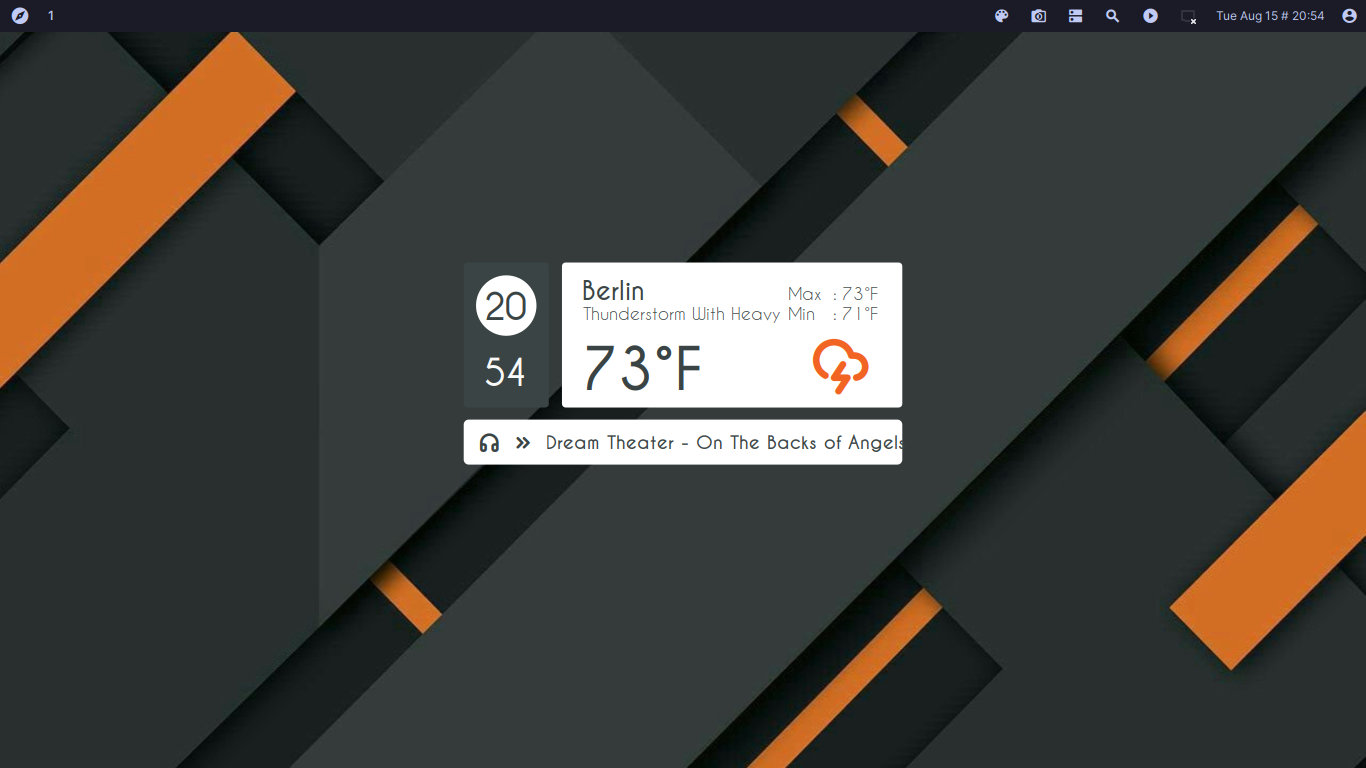 1
Tue Aug 15 # 20:54
20
54
Berlin
Max : 73°F
Thunderstorm With Heavy Min : 71°F
73°F
Dream Theater - On The Backs of Angels